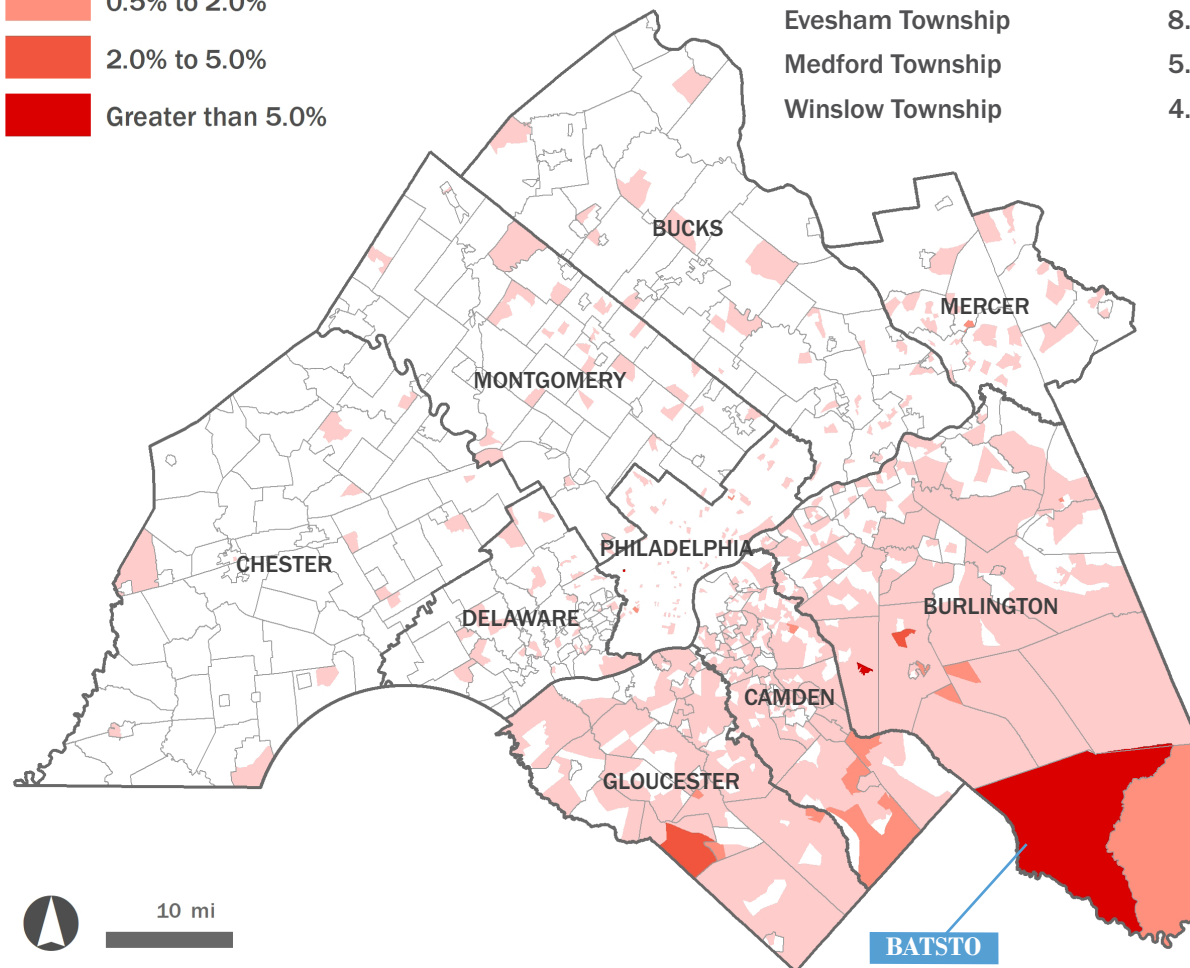 0.5% to 2.0%
2.0% to 5.0%
Greater than 5.0%
Evesham Township 8.
Medford Township 5.
Winslow Township 4.
BUCKS
MERCER
MONTGOMERY
PHILADELPHIA
CHESTER
BURLINGTON
DELAWARE
CAMDEN
GLOUCESTER
10 mi
BATSTO